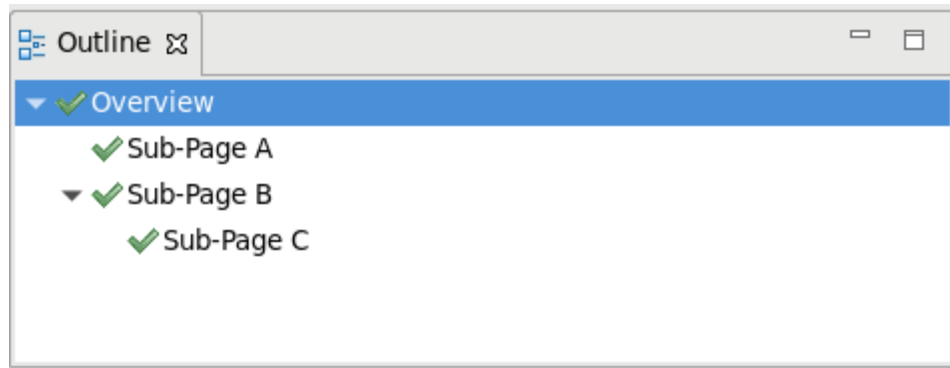 Outline
Overview
Sub-Page A
Sub-Page B
Sub-Page C